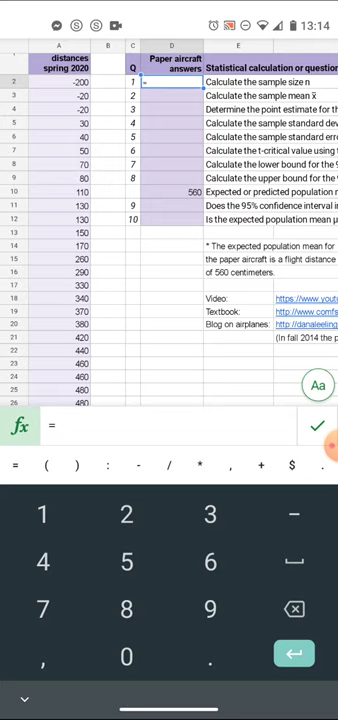 13:14
A B C D E
distances spring 2020 Q Paper aircraft answers Statistical calculation or question
2 -200 1 = Calculate the sample size n
3 -20 2 Calculate the sample mean x̅
4 -20 3 Determine the point estimate for th
5 30 4 Calculate the sample standard dev
6 40 5 Calculate the sample standard erro
7 50 6 Calculate the t-critical value using t
8 70 7 Calculate the lower bound for the 9
9 80 8 Calculate the upper bound for the 9
10 110 560 Expected or predicted population m
11 130 9 Does the 95% confidence interval in
12 130 10 Is the expected population mean μ
13 150
14 170 * The expected population mean for
15 260 the paper aircraft is a flight distance
16 290 of 560 centimeters.
17 330
18 340 Video: https://www.yout
19 370 Textbook: http://www.comfs
20 380 Blog on airplanes: http://danaleeling
21 420 (In fall 2014 the p
22 440
23 460
24 460
25 480
26 480
Aa
fx =
= ( ) : - / * , + $ .
1 2 3 –
4 5 6
7 8 9
, 0 .